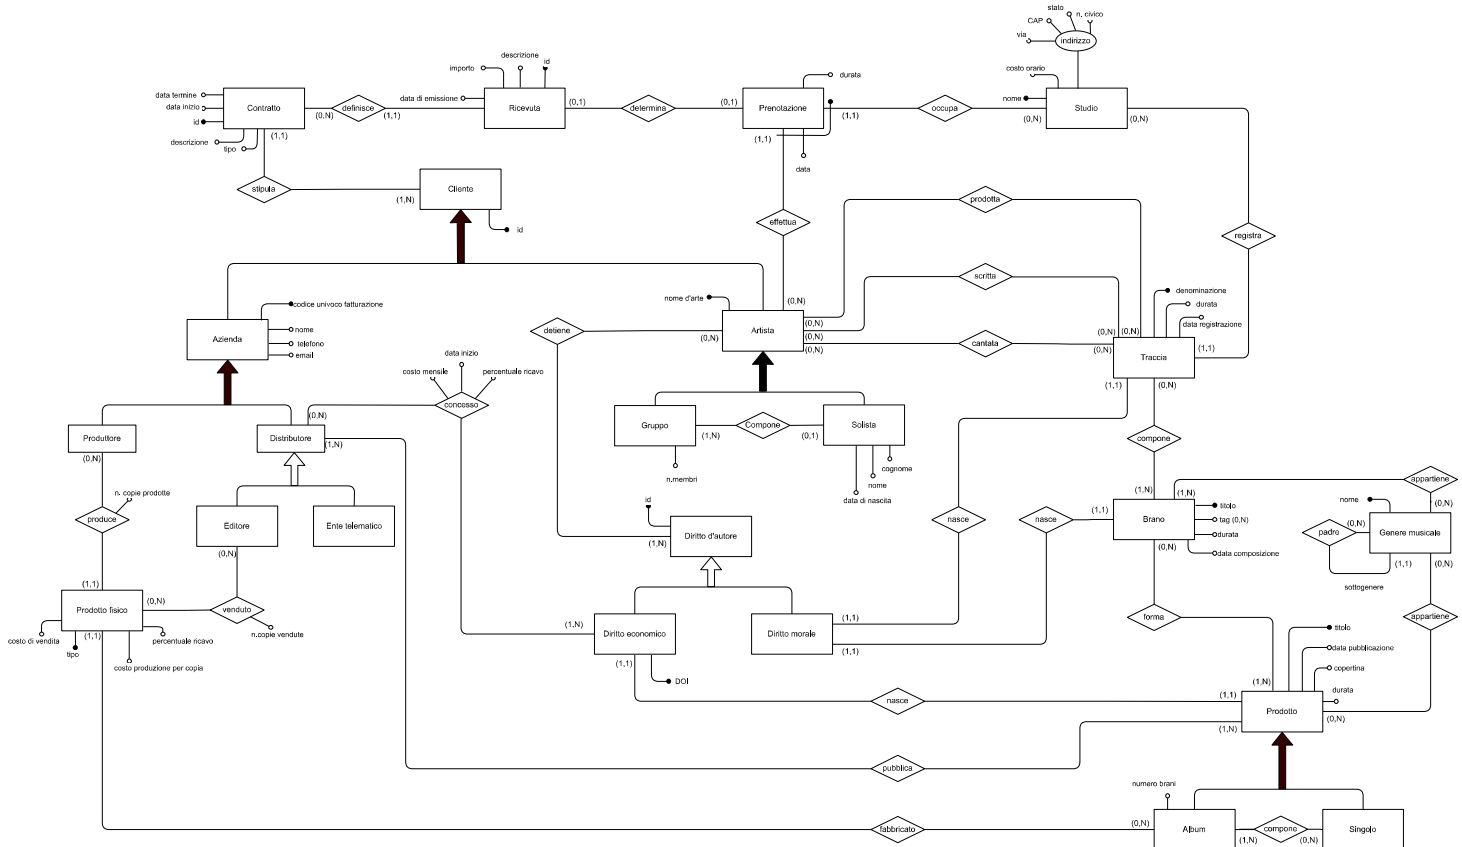 stato
CAP
n. civico
via
indirizzo
descrizione
id
importo
durata
costo orario
data termine
data inizio
id
descrizione
tipo
Contratto
(0,N)
definisce
(1,1)
data di emissione
Ricevuta
(0,1)
determina
(0,1)
Prenotazione
(1,1)
(1,1)
data
occupa
nome
Studio
(0,N)
(0,N)
(1,1)
stipula
(1,N)
Cliente
id
prodotta
effettua
registra
nome d'arte
(0,N)
scritta
denominazione
durata
data registrazione
codice univoco fatturazione
nome
telefono
email
Azienda
detiene
(0,N)
Artista
(0,N)
(0,N)
(0,N)
cantata
(0,N)
(0,N)
(0,N)
Traccia
(1,1)
(1,1)
(0,N)
data inizio
costo mensile
percentuale ricavo
concesso
(0,N)
Produttore
(0,N)
Distributore
(1,N)
Gruppo
(1,N)
Compone
(0,1)
Solista
n.membri
cognome
nome
data di nascita
compone
n. copie prodotte
produce
Editore
(0,N)
Ente telematico
id
(1,N)
Diritto d'autore
nasce
nasce
(1,1)
(1,N)
(1,N)
Brano
(0,N)
titolo
tag (0,N)
durata
data composizione
appartiene
nome
(0,N)
padre
(0,N)
Genere musicale
(1,1)
(0,N)
sottogenere
(1,1)
Prodotto fisico
(0,N)
(1,1)
venduto
n.copie vendute
costo di vendita
tipo
percentuale ricavo
costo produzione per copia
(1,N)
Diritto economico
(1,1)
DOI
Diritto morale
(1,1)
(1,1)
forma
appartiene
titolo
data pubblicazione
copertina
durata
(1,N)
nasce
(1,1)
Prodotto
(0,N)
(1,N)
pubblica
numero brani
fabbricato
(0,N)
Album
(1,N)
compone
(0,N)
Singolo